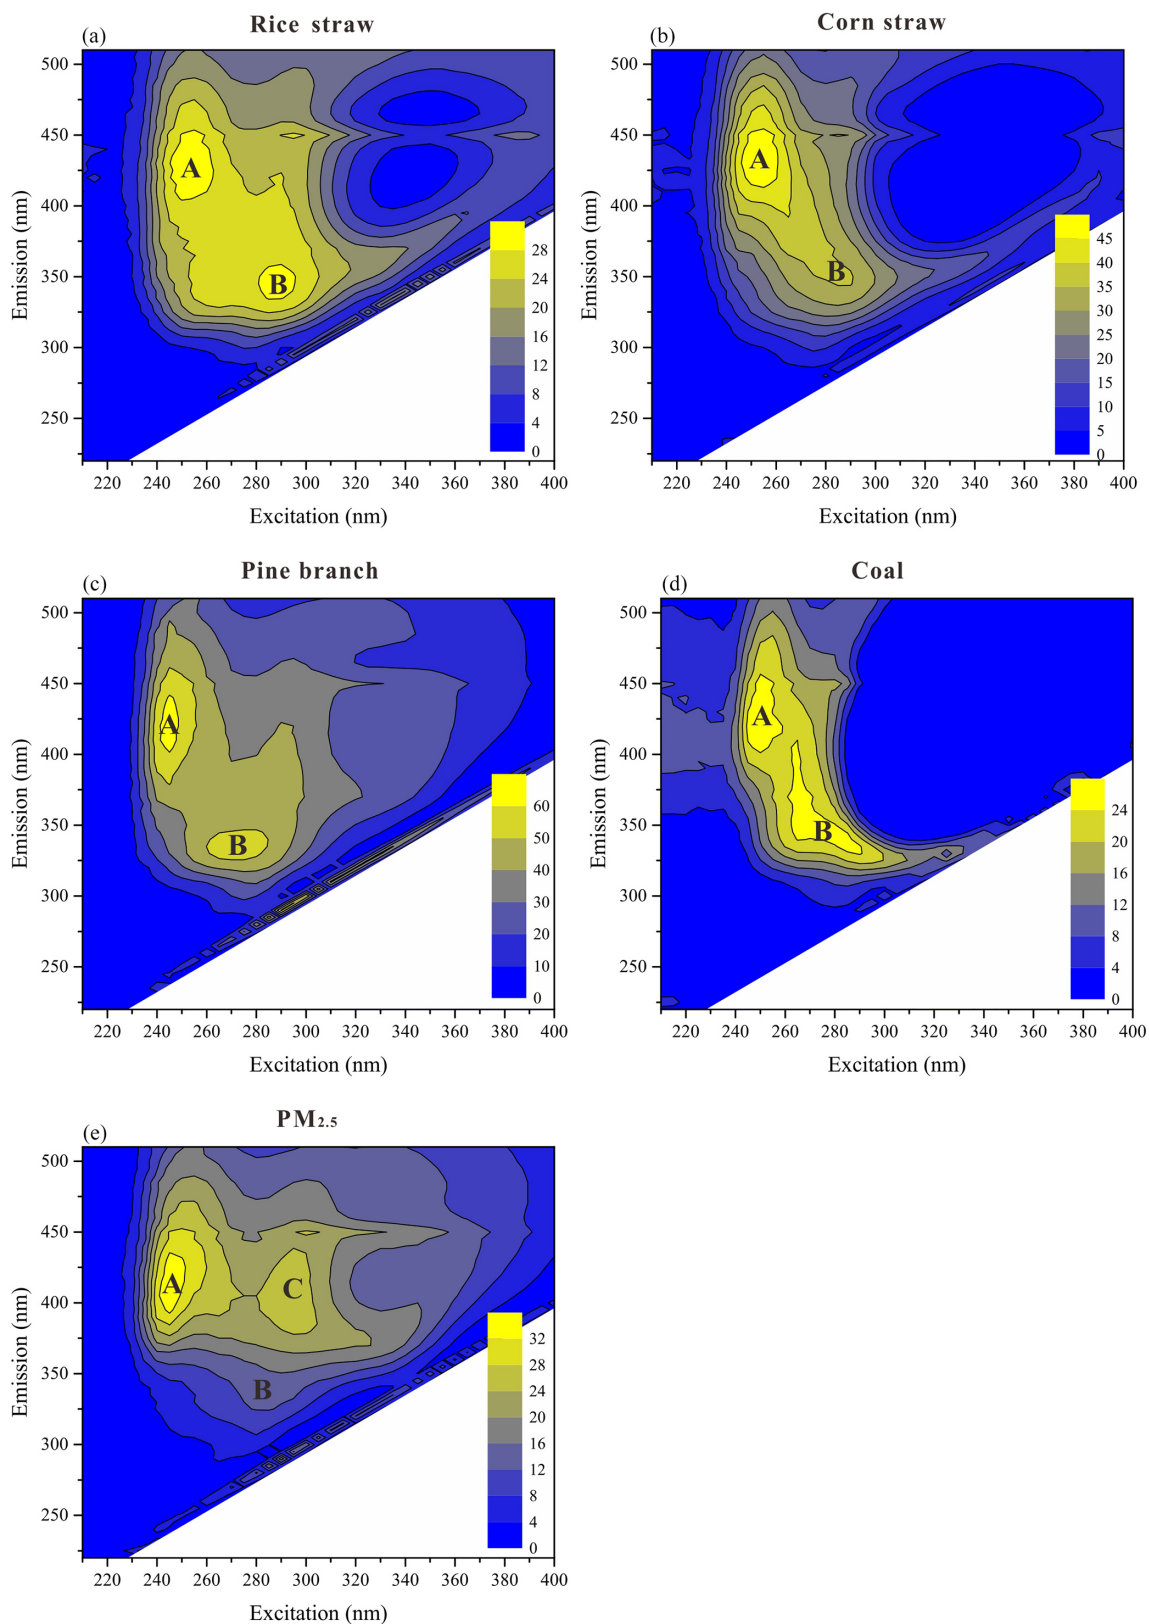 (a)
Rice straw
500
450
400
350
300
250
Emission (nm)
A
B
28
24
20
16
12
8
4
0
220 240 260 280 300 320 340 360 380 400
Excitation (nm)
(b)
Corn straw
500
450
400
350
300
250
Emission (nm)
A
B
45
40
35
30
25
20
15
10
5
0
220 240 260 280 300 320 340 360 380 400
Excitation (nm)
(c)
Pine branch
500
450
400
350
300
250
Emission (nm)
A
B
60
50
40
30
20
10
0
220 240 260 280 300 320 340 360 380 400
Excitation (nm)
(d)
Coal
500
450
400
350
300
250
Emission (nm)
A
B
24
20
16
12
8
4
0
220 240 260 280 300 320 340 360 380 400
Excitation (nm)
(e)
PM2.5
500
450
400
350
300
250
Emission (nm)
A
C
B
32
28
24
20
16
12
8
4
0
220 240 260 280 300 320 340 360 380 400
Excitation (nm)